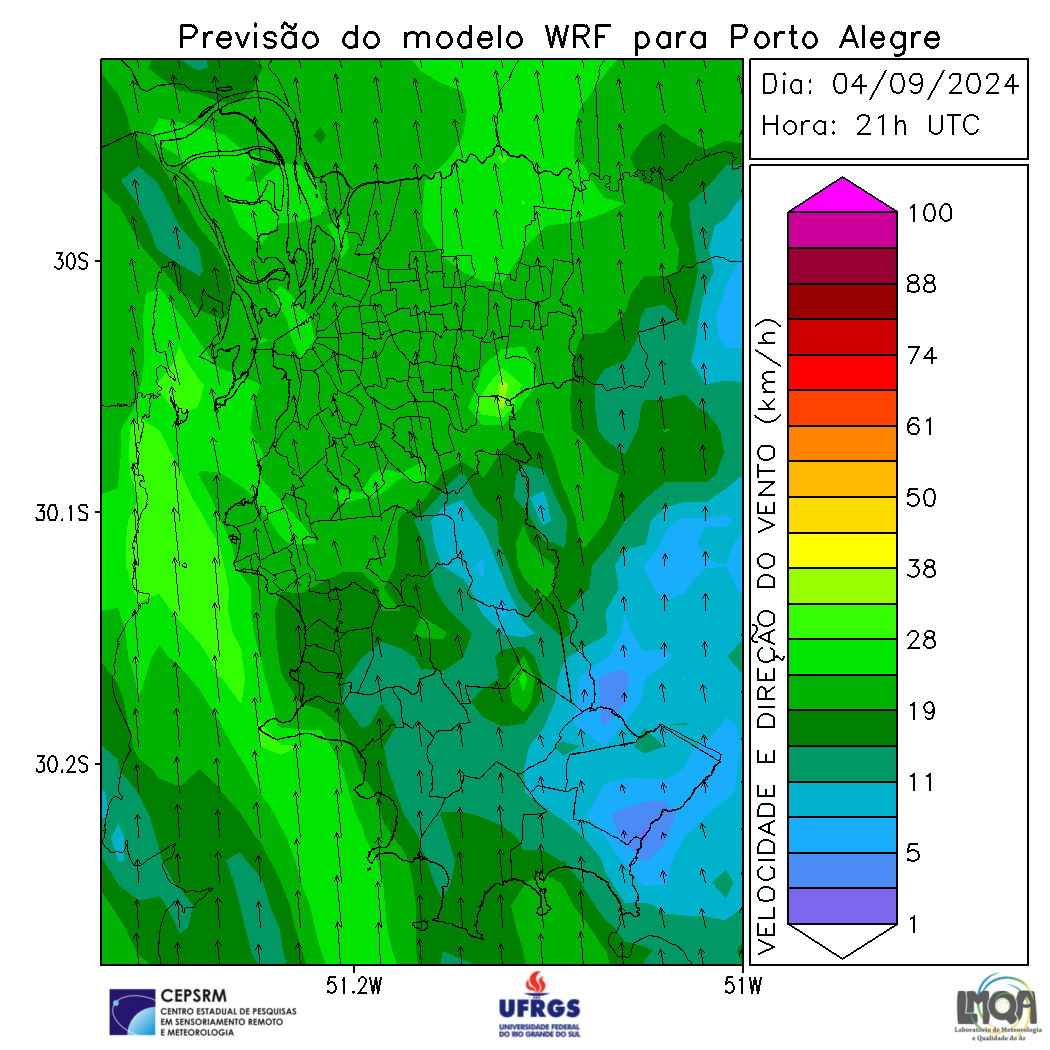 Previsão do modelo WRF para Porto Alegre
Dia: 04/09/2024
Hora: 21h UTC
30S
30.1S
30.2S
51.2W
51W
VELOCIDADE E DIREÇÃO DO VENTO (km/h)
100
88
74
61
50
38
28
19
11
5
1
CEPSRM
CENTRO ESTADUAL DE PESQUISAS
EM SENSORIAMENTO REMOTO
E METEOROLOGIA
UFRGS
UNIVERSIDADE FEDERAL
DO RIO GRANDE DO SUL
LMQA
Laboratório de Meteorologia
e Qualidade do Ar